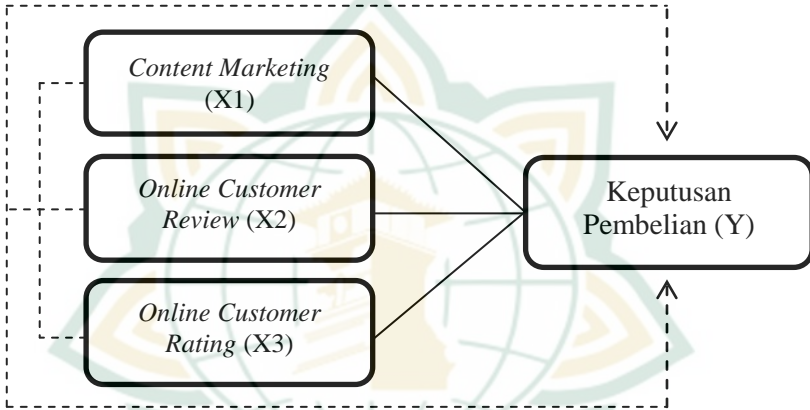 Content Marketing
(X1)
Online Customer
Review (X2)
Online Customer
Rating (X3)
Keputusan
Pembelian (Y)